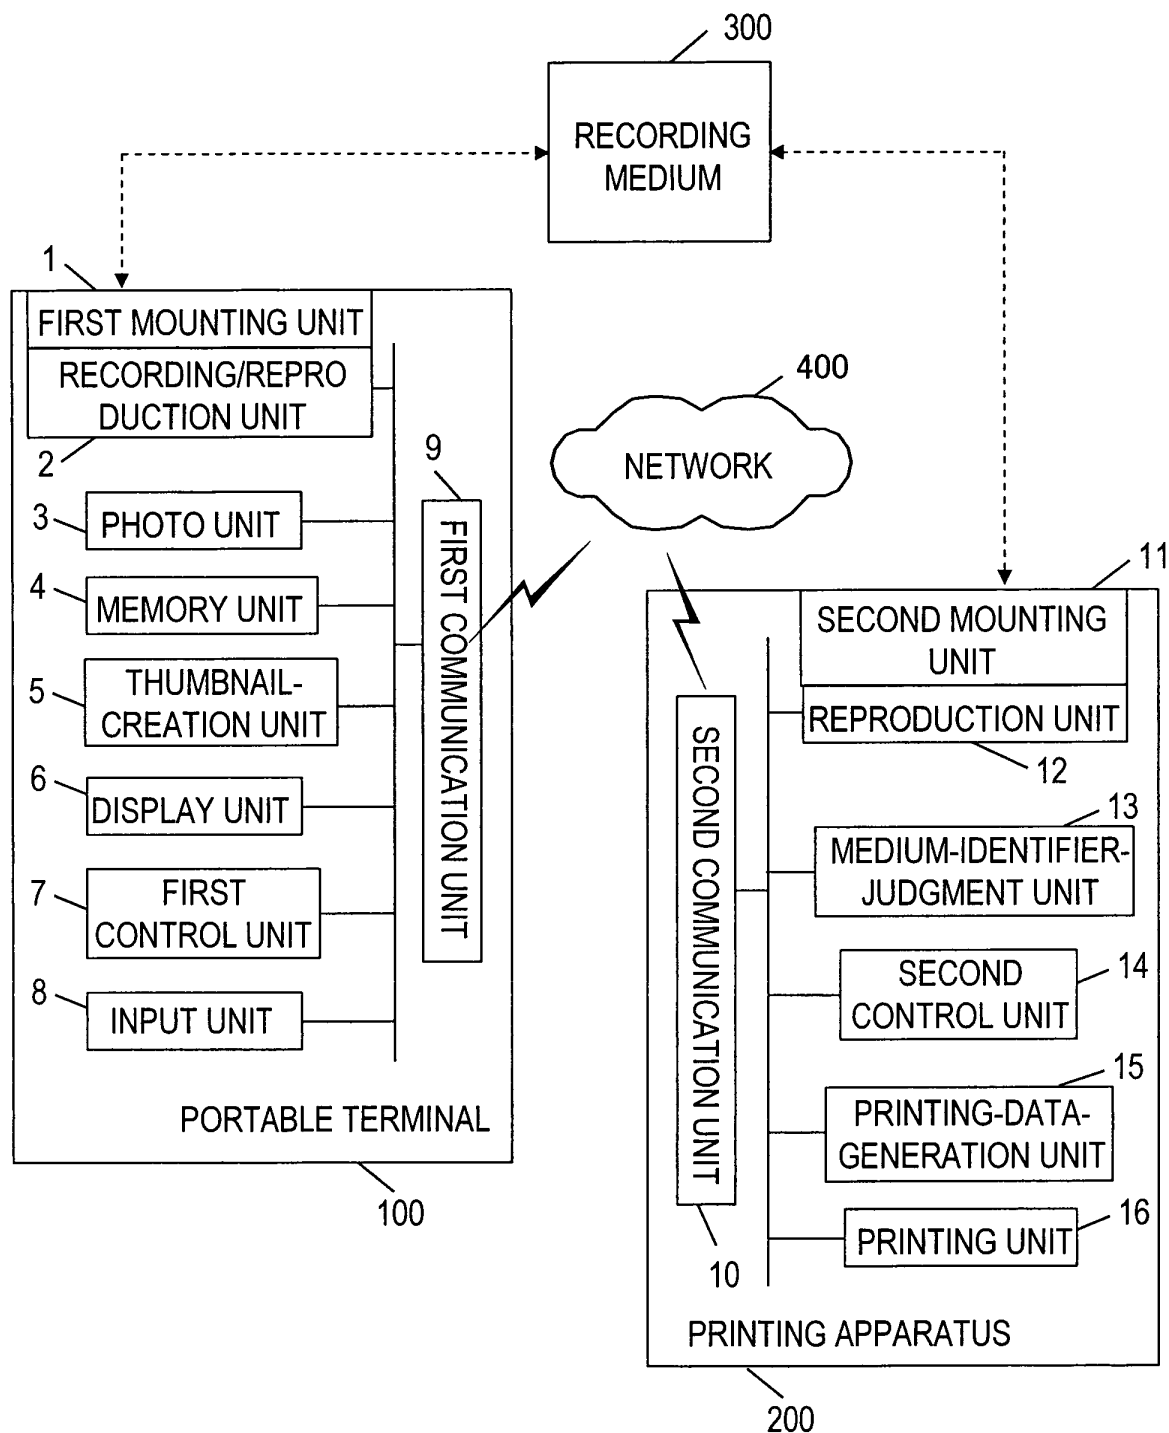 300
RECORDING
MEDIUM
1
FIRST MOUNTING UNIT
RECORDING/REPRO
DUCTION UNIT
2
3
PHOTO UNIT
4
MEMORY UNIT
5
THUMBNAIL-
CREATION UNIT
6
DISPLAY UNIT
7
FIRST
CONTROL UNIT
8
INPUT UNIT
9
FIRST COMMUNICATION UNIT
PORTABLE TERMINAL
100
400
NETWORK
11
SECOND MOUNTING
UNIT
REPRODUCTION UNIT
12
13
MEDIUM-IDENTIFIER-
JUDGMENT UNIT
SECOND
CONTROL UNIT
14
15
PRINTING-DATA-
GENERATION UNIT
PRINTING UNIT
16
SECOND COMMUNICATION UNIT
10
PRINTING APPARATUS
200